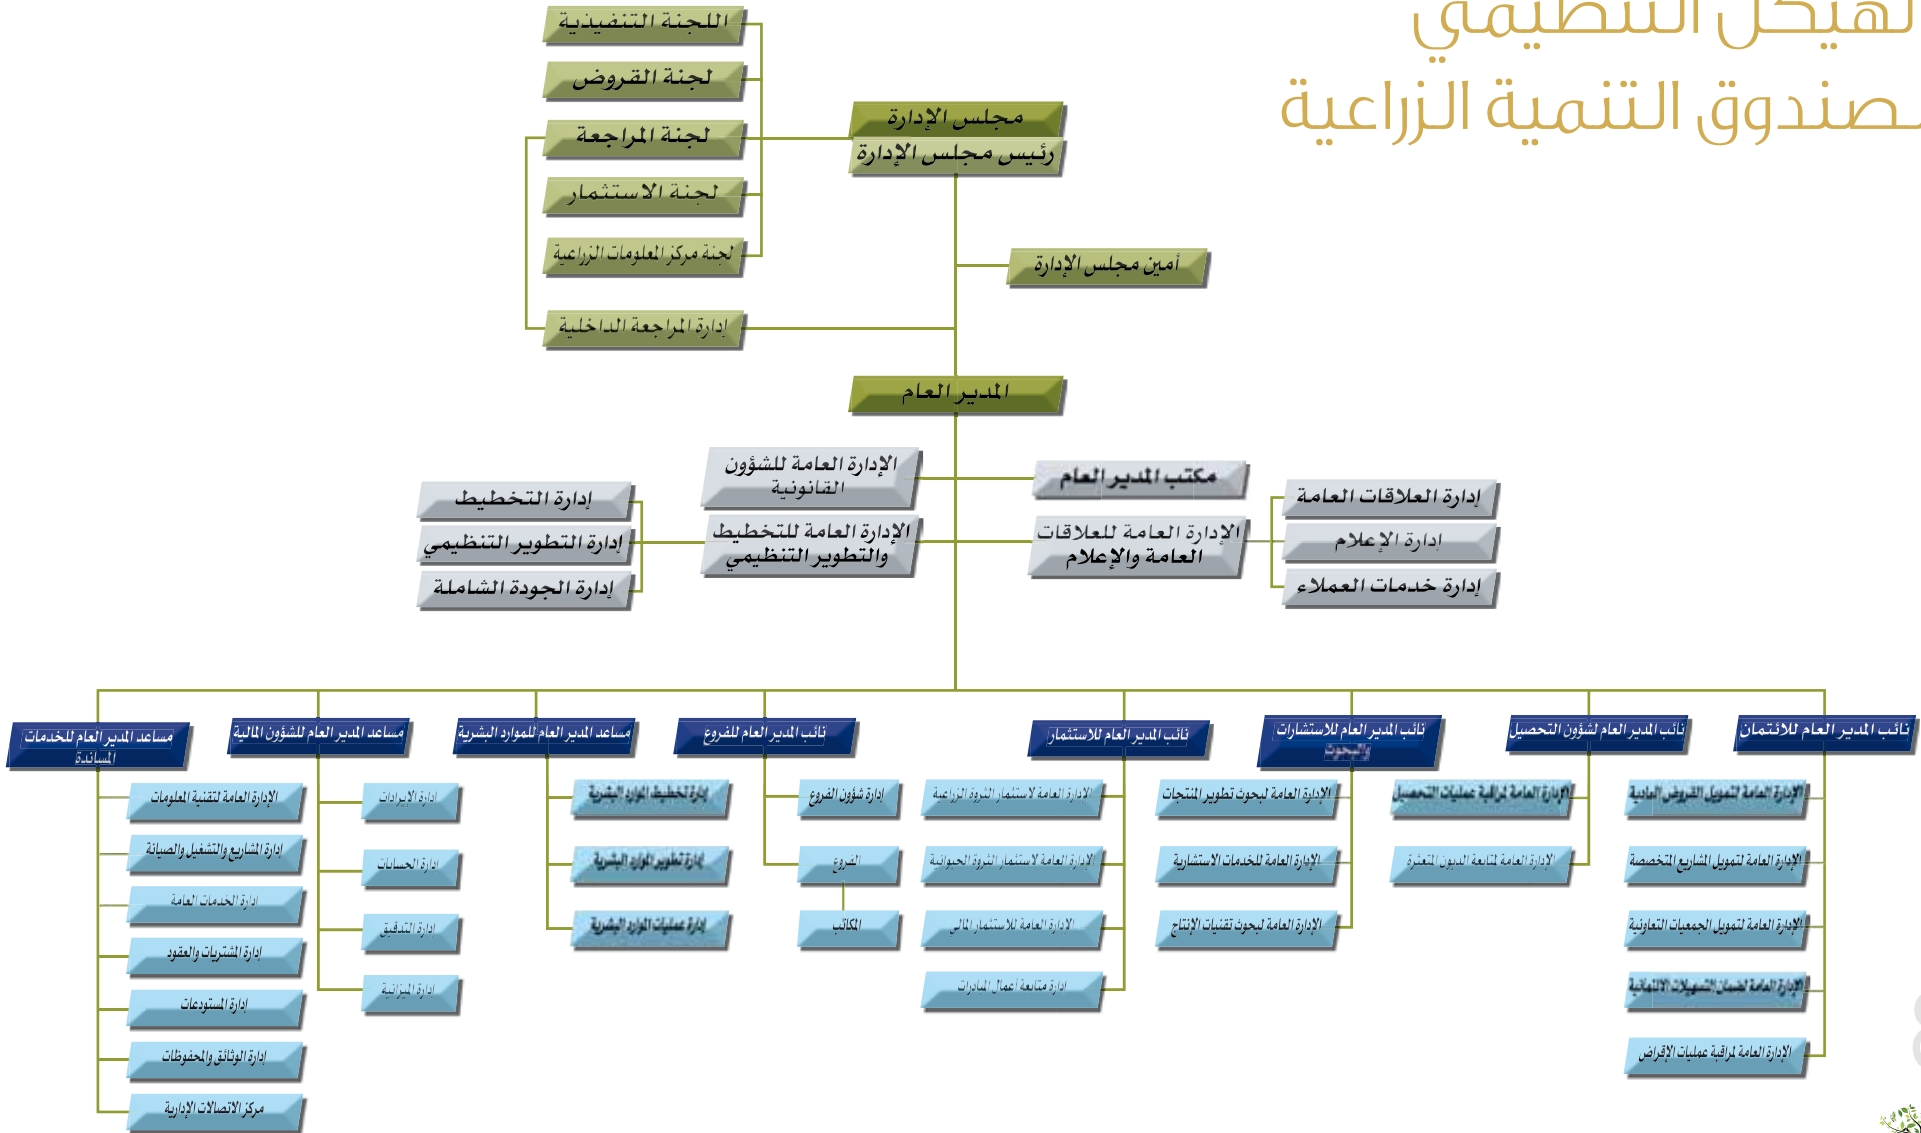 لهيكل التنظيمي
صندوق التنمية الزراعية
اللجنة التنفيذية
لجنة القروض
لجنة المراجعة
لجنة الاستثمار
لجنة مركز المعلومات الزراعية
إدارة المراجعة الداخلية
مجلس الإدارة
رئيس مجلس الإدارة
أمين مجلس الإدارة
المدير العام
مكتب المدير العام
الإدارة العامة للشؤون
القانونية
الإدارة العامة للعلاقات
العامة والإعلام
إدارة العلاقات العامة
إدارة الإعلام
إدارة خدمات العملاء
الإدارة العامة للتخطيط
والتطوير التنظيمي
إدارة التخطيط
إدارة التطوير التنظيمي
إدارة الجودة الشاملة
نائب المدير العام للائتمان
الإدارة العامة لتمويل القروض العادية
الإدارة العامة لتمويل المشاريع المتخصصة
الإدارة العامة لتمويل الجمعيات التعاونية
الإدارة العامة لضمان التسهيلات الائتمانية
الإدارة العامة لمراقبة عمليات الإقراض
نائب المدير العام لشؤون التحصيل
الإدارة العامة لمراقبة عمليات التحصيل
الإدارة العامة لمتابعة الديون المتعثرة
نائب المدير العام للاستشارات
والبحوث
الإدارة العامة لبحوث تطوير المنتجات
الإدارة العامة للخدمات الاستشارية
الإدارة العامة لبحوث تقنيات الإنتاج
نائب المدير العام للاستثمار
الإدارة العامة لاستثمار الثروة الزراعية
الإدارة العامة لاستثمار الثروة الحيوانية
الإدارة العامة للاستثمار المالي
ادارة متابعة أعمال المبادرات
نائب المدير العام للفروع
إدارة شؤون الفروع
الفروع
المكاتب
مساعد المدير العام للموارد البشرية
إدارة تخطيط الموارد البشرية
إدارة تطوير الموارد البشرية
إدارة عمليات الموارد البشرية
مساعد المدير العام للشؤون المالية
ادارة الإيرادات
ادارة الحسابات
ادارة التدقيق
ادارة الميزانية
مساعد المدير العام للخدمات
المساندة
الإدارة العامة لتقنية المعلومات
إدارة المشاريع والتشغيل والصيانة
ادارة الخدمات العامة
إدارة المشتريات والعقود
إدارة المستودعات
إدارة الوثائق والمحفوظات
مركز الاتصالات الإدارية